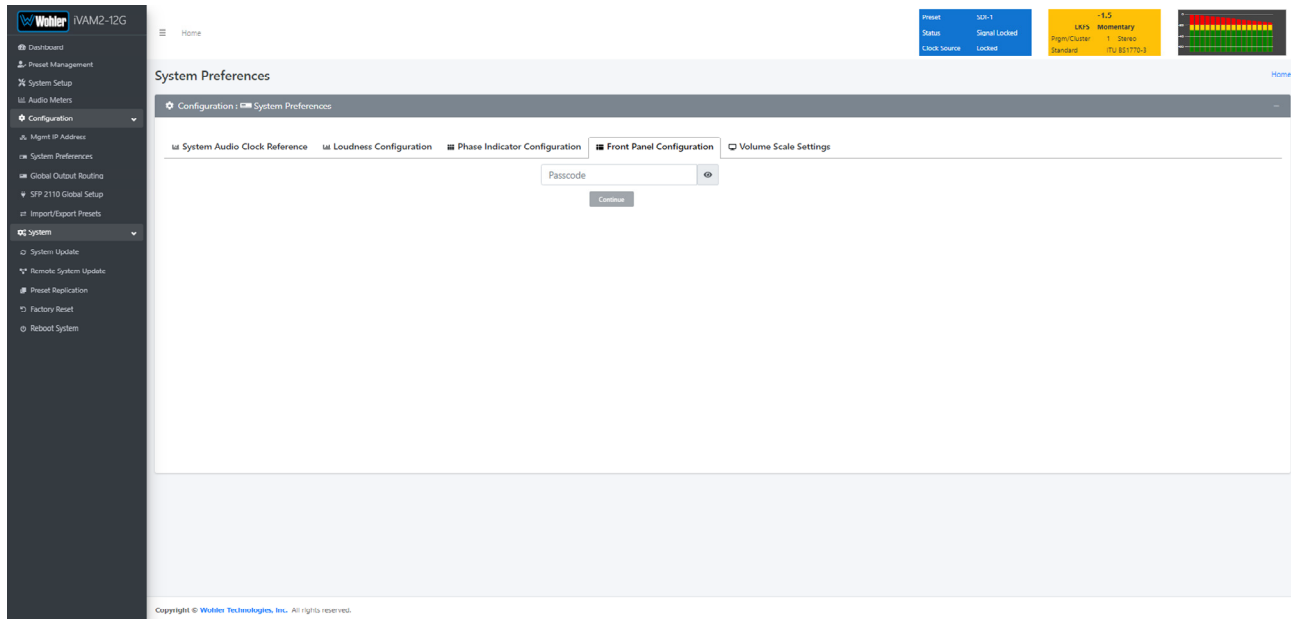 Wohler iVAM2-12G
Dashboard
Preset Management
System Setup
Audio Meters
Configuration
Mgmt IP Address
System Preferences
Global Output Routing
SFP 2110 Global Setup
Import/Export Presets
System
System Update
Remote System Update
Preset Replication
Factory Reset
Reboot System
Home
Preset SDI-1
Status Signal Locked
Clock Source Locked
-1.5
LKFS Momentary
Prgm/Cluster 1 Stereo
Standard ITU BS1770-3
System Preferences
Home
Configuration : System Preferences
System Audio Clock Reference Loudness Configuration Phase Indicator Configuration Front Panel Configuration Volume Scale Settings
Passcode
Continue
Copyright © Wohler Technologies, Inc. All rights reserved.